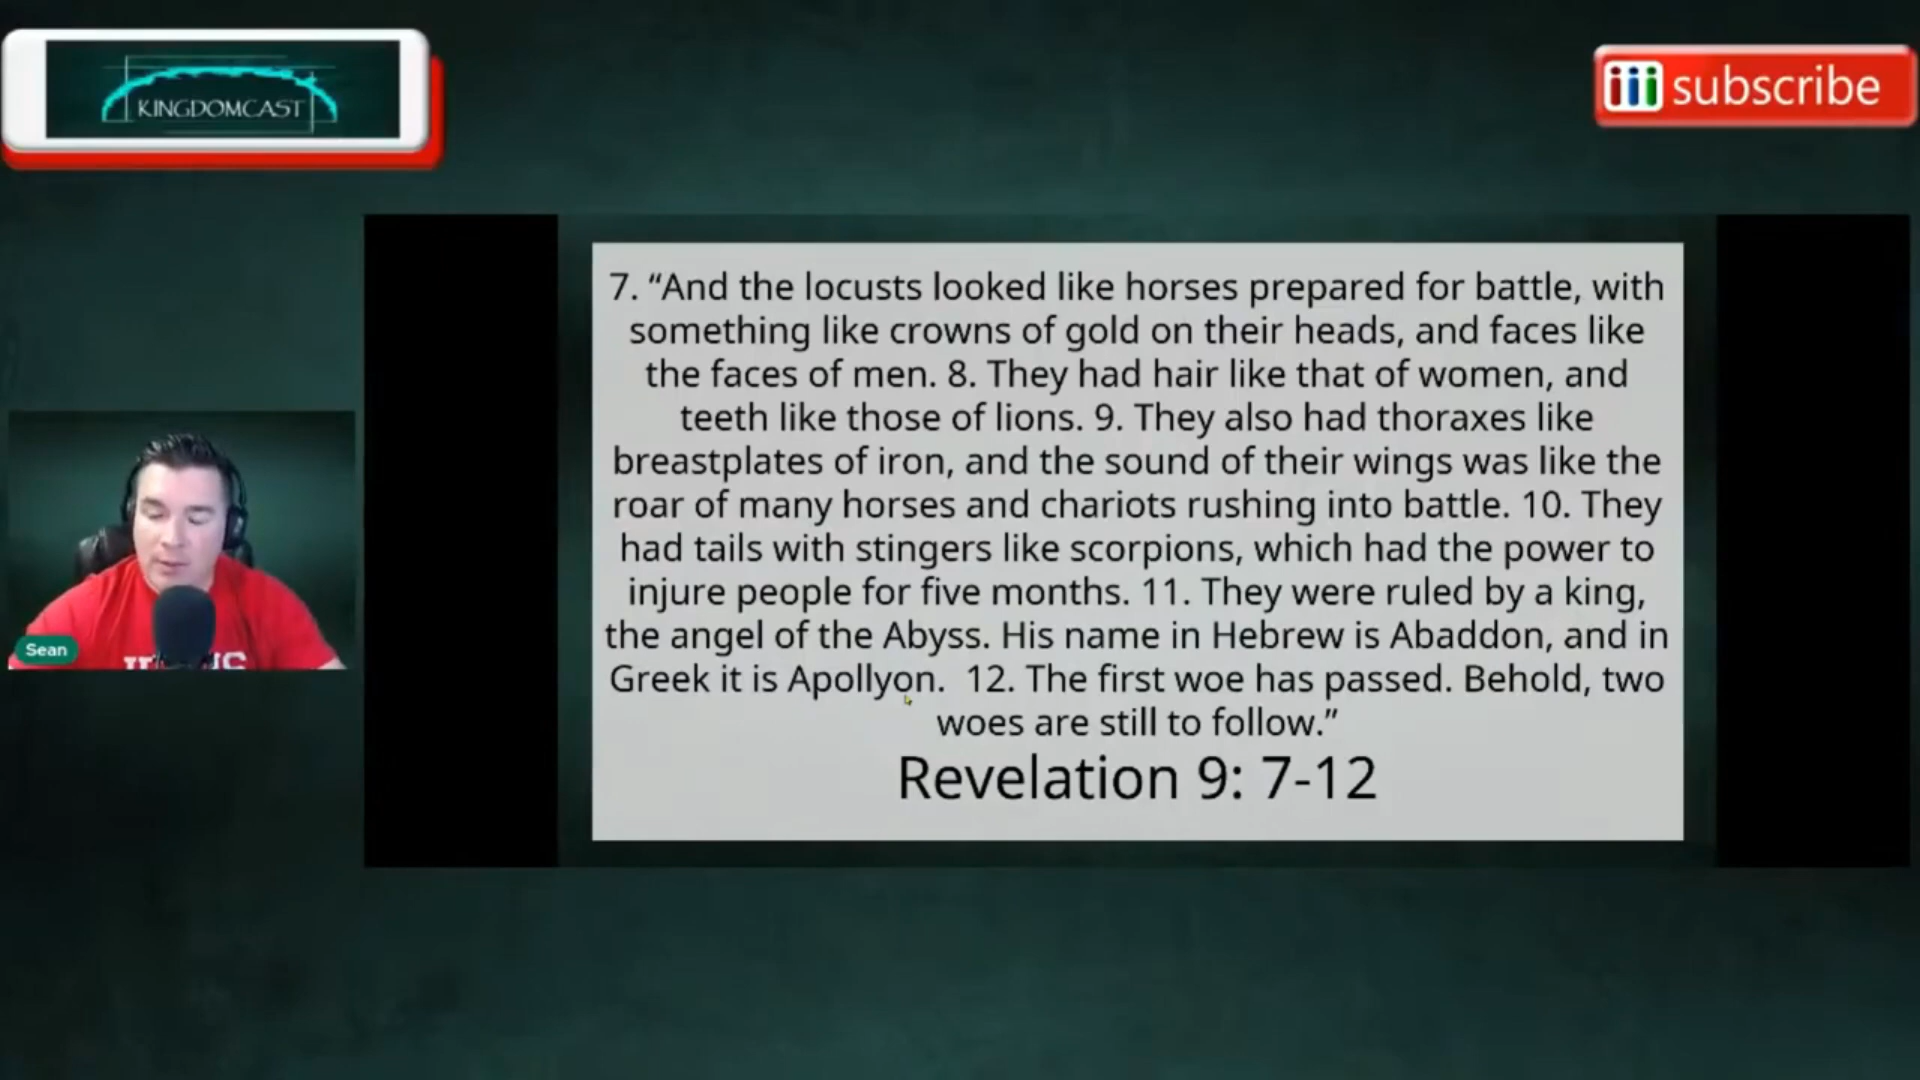 KINGDOMCAST
subscribe
7. “And the locusts looked like horses prepared for battle, with
something like crowns of gold on their heads, and faces like
the faces of men. 8. They had hair like that of women, and
teeth like those of lions. 9. They also had thoraxes like
breastplates of iron, and the sound of their wings was like the
roar of many horses and chariots rushing into battle. 10. They
had tails with stingers like scorpions, which had the power to
injure people for five months. 11. They were ruled by a king,
the angel of the Abyss. His name in Hebrew is Abaddon, and in
Greek it is Apollyon.  12. The first woe has passed. Behold, two
woes are still to follow.”
Revelation 9: 7-12
Sean